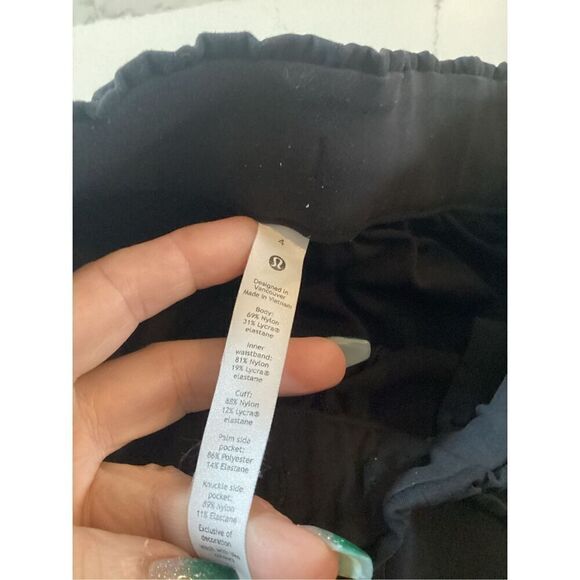 4
Designed in
Vancouver
Made in Vietnam
Body:
69% Nylon
31% Lycra®
elastane
Inner
waistband:
81% Nylon
19% Lycra®
elastane
Cuff:
88% Nylon
12% Lycra®
elastane
Palm side
pocket:
86% Polyester
14% Elastane
Knuckle side
pocket:
89% Nylon
11% Elastane
Exclusive of
decoration